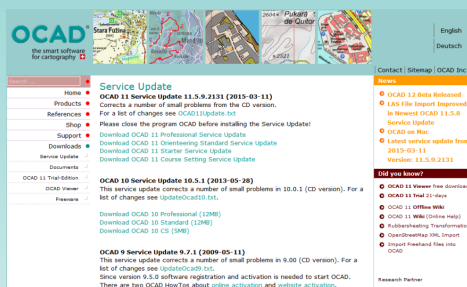 OCAD
the smart software
for cartography
Stara Fužina
2604 Pukará
de Quitor
English
Deutsch
Contact | Sitemap | OCAD Inc
Search ...
Home
Products
References
Shop
Support
Downloads
Service Update
Documents
OCAD 11 Trial-Edition
OCAD Viewer
Freeware
Service Update
OCAD 11 Service Update 11.5.9.2131 (2015-03-11)
Corrects a number of small problems from the CD version.
For a list of changes see OCAD11Update.txt
Please close the program OCAD before installing the Service Update!
Download OCAD 11 Professional Service Update
Download OCAD 11 Orienteering Standard Service Update
Download OCAD 11 Starter Service Update
Download OCAD 11 Course Setting Service Update
OCAD 10 Service Update 10.5.1 (2013-05-28)
This service update corrects a number of small problems in 10.0.1 (CD version). For a
list of changes see UpdateOcad10.txt.
Download OCAD 10 Professional (12MB)
Download OCAD 10 Standard (12MB)
Download OCAD 10 CS (5MB)
OCAD 9 Service Update 9.7.1 (2009-05-11)
This service update corrects a number of small problems in 9.00 (CD version). For a
list of changes see UpdateOcad9.txt.
Since version 9.5.0 software registration and activation is needed to start OCAD.
There are two OCAD HowTos about online activation and website activation.
News
OCAD 12 Beta Released
LAS File Import Improved
in Newest OCAD 11.5.8
Service Update
OCAD on Mac
Latest service update from
2015-03-11
Version: 11.5.9.2131
Did you know?
OCAD 11 Viewer free download
OCAD 11 Trial 21-days
OCAD 11 Offline Wiki
OCAD 11 Wiki (Online Help)
Rubbersheeting Transformatio
OpenStreetMap XML Import
Import Freehand files into
OCAD
Research Partner